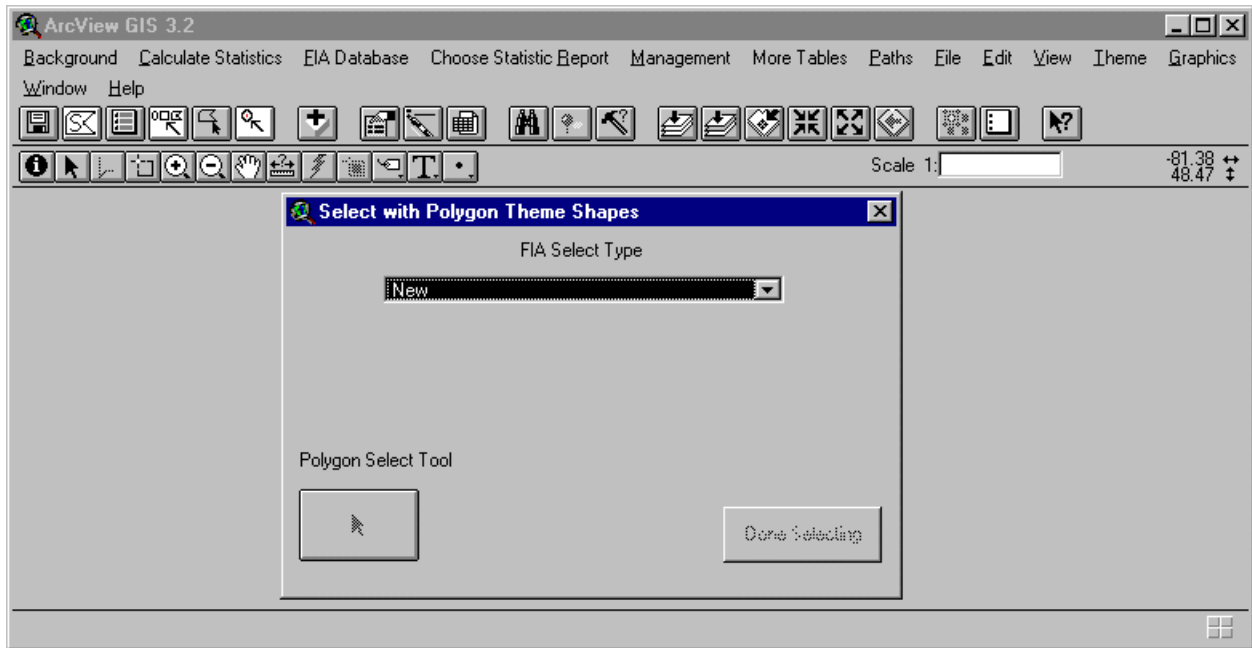 ArcView GIS 3.2
Background Calculate Statistics FIA Database Choose Statistic Report Management More Tables Paths File Edit View Theme Graphics
Window Help
Scale 1:
-81.38
48.47
Select with Polygon Theme Shapes
FIA Select Type
New
Polygon Select Tool
Done Selecting